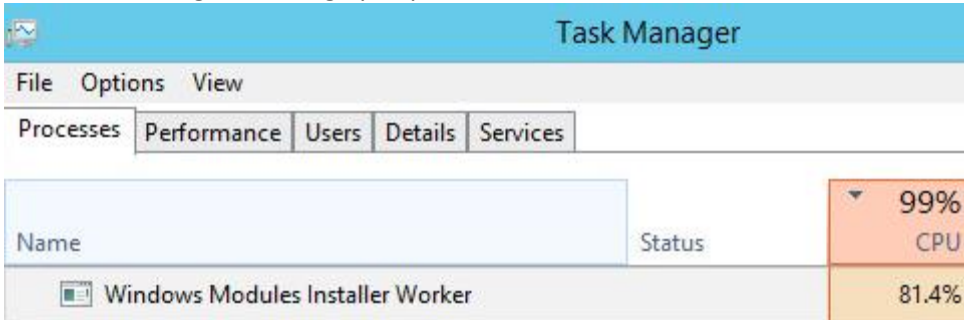 Task Manager
File Options View
Processes Performance Users Details Services
99%
Name Status CPU
Windows Modules Installer Worker 81.4%